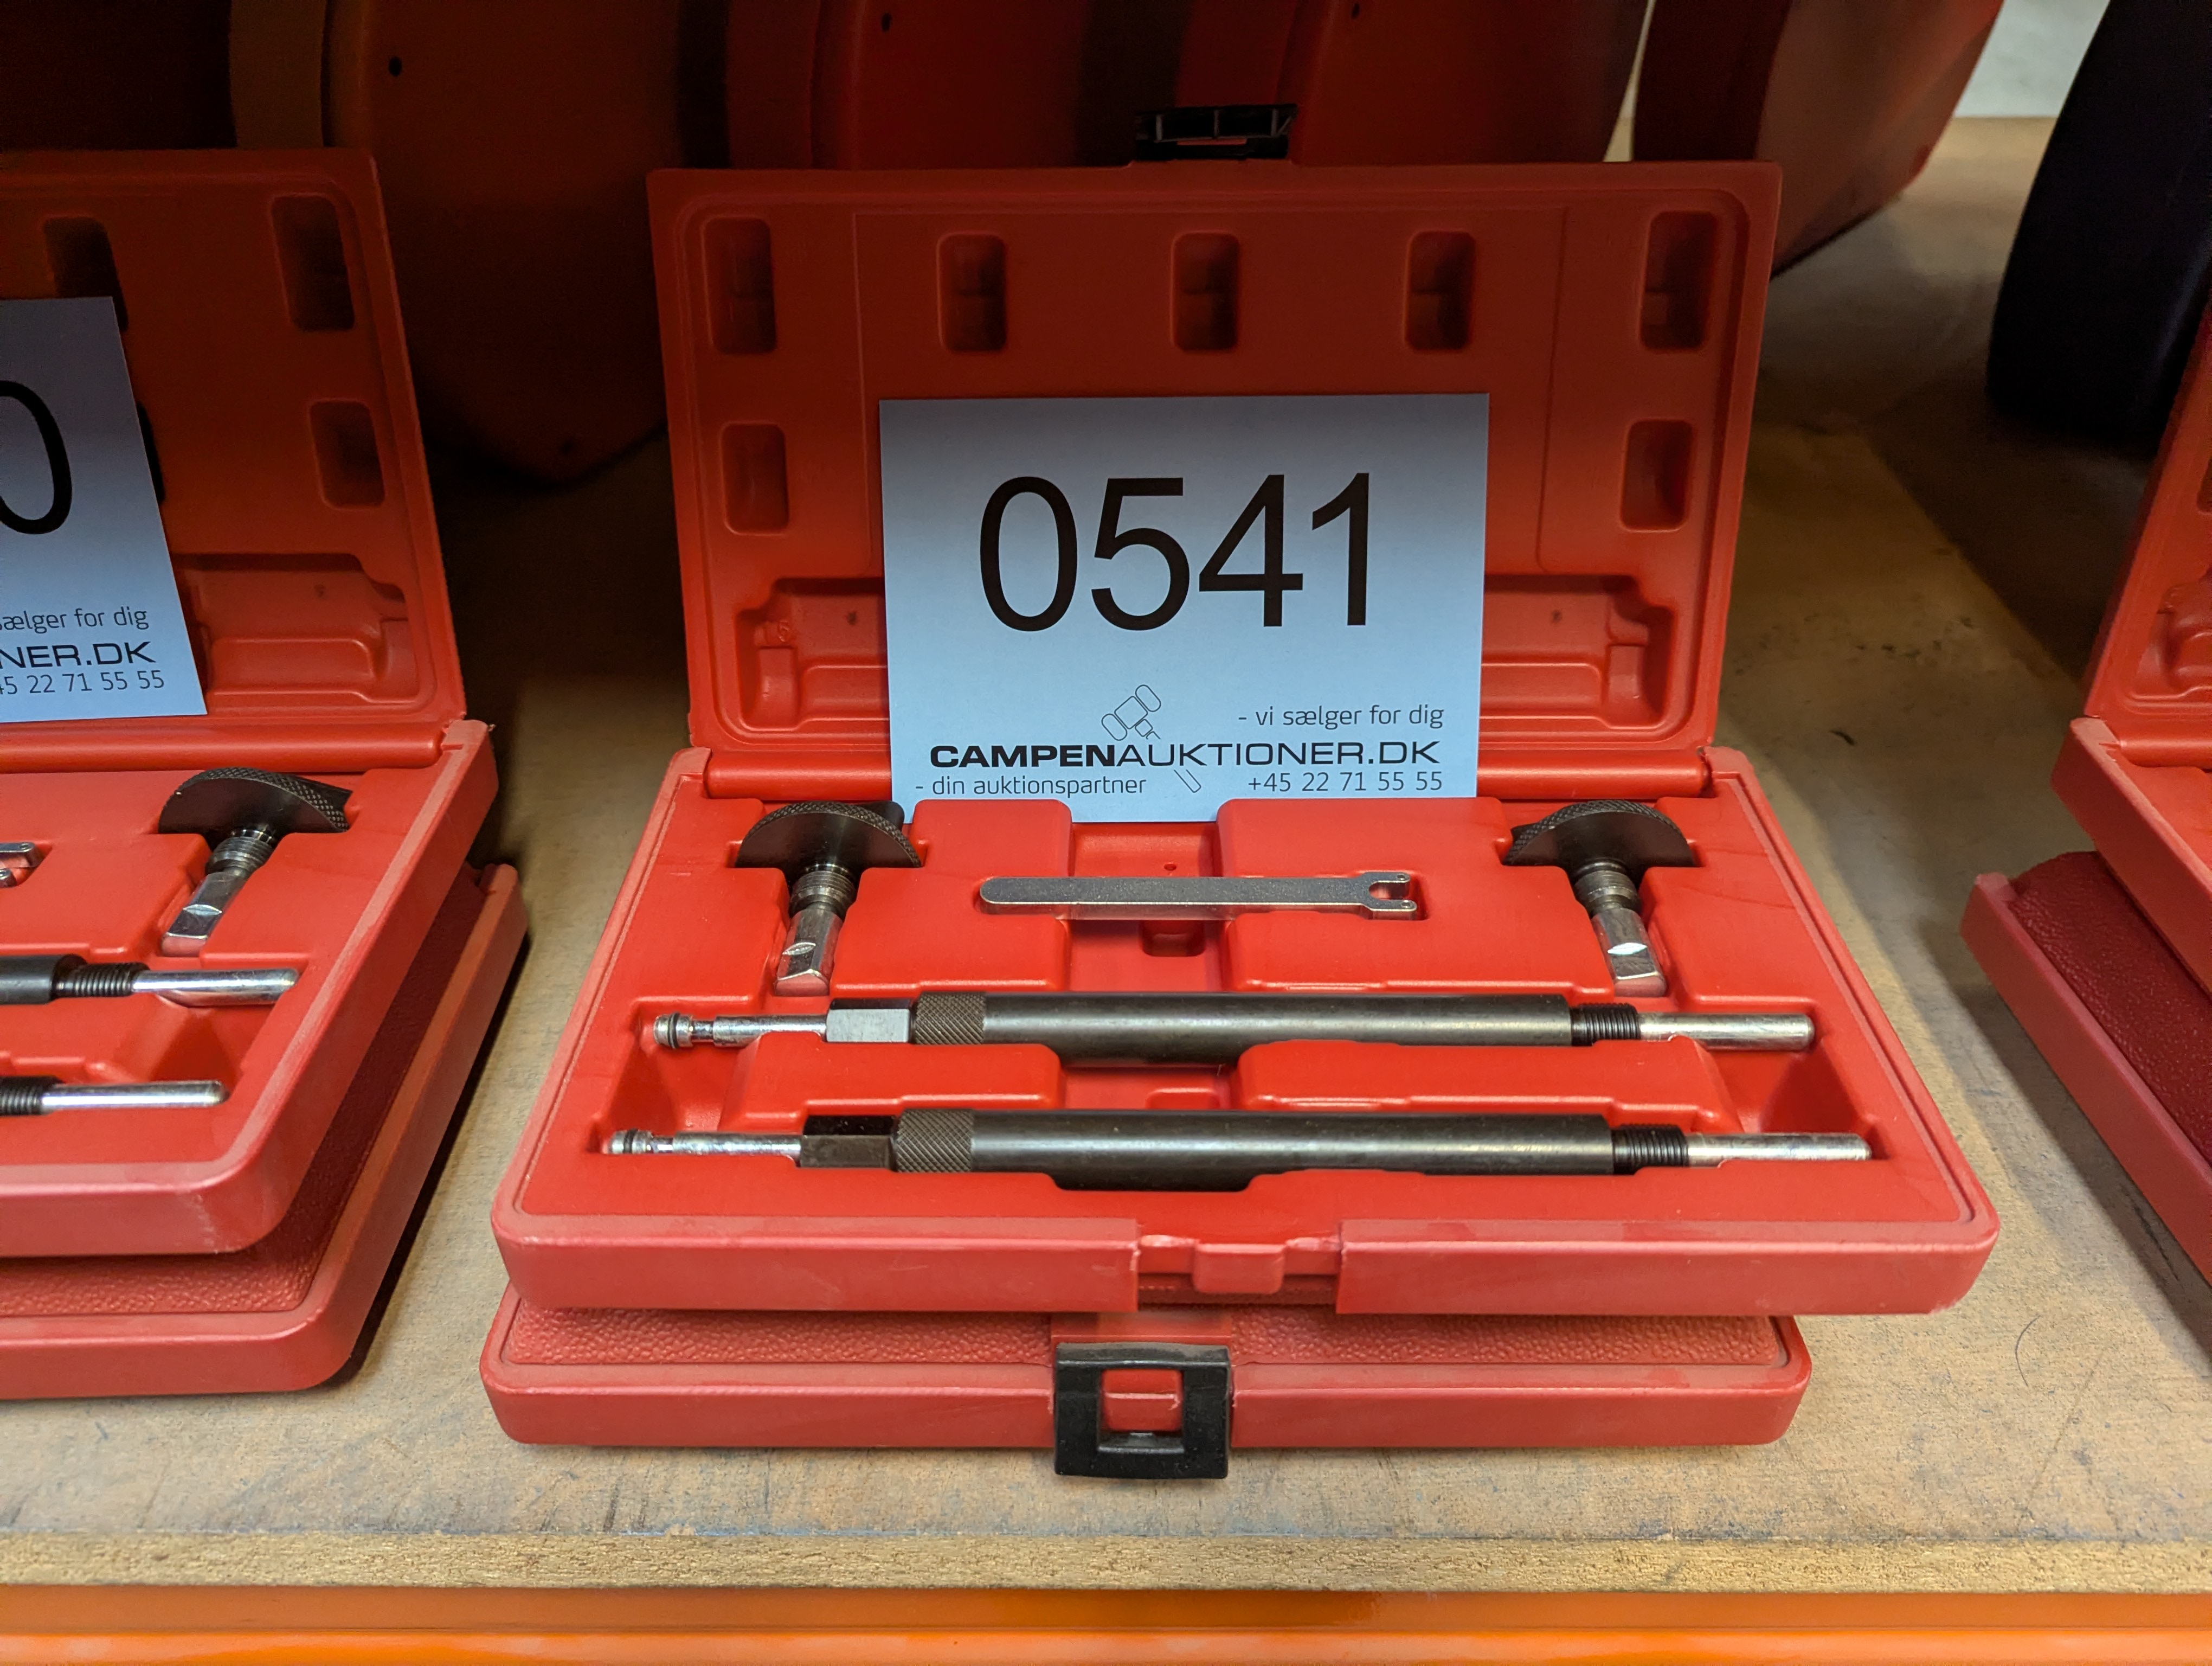 0
sælger for dig
NER.DK
45 22 71 55 55
0541
- vi sælger for dig
CAMPENAUKTIONER.DK
- din auktionspartner +45 22 71 55 55